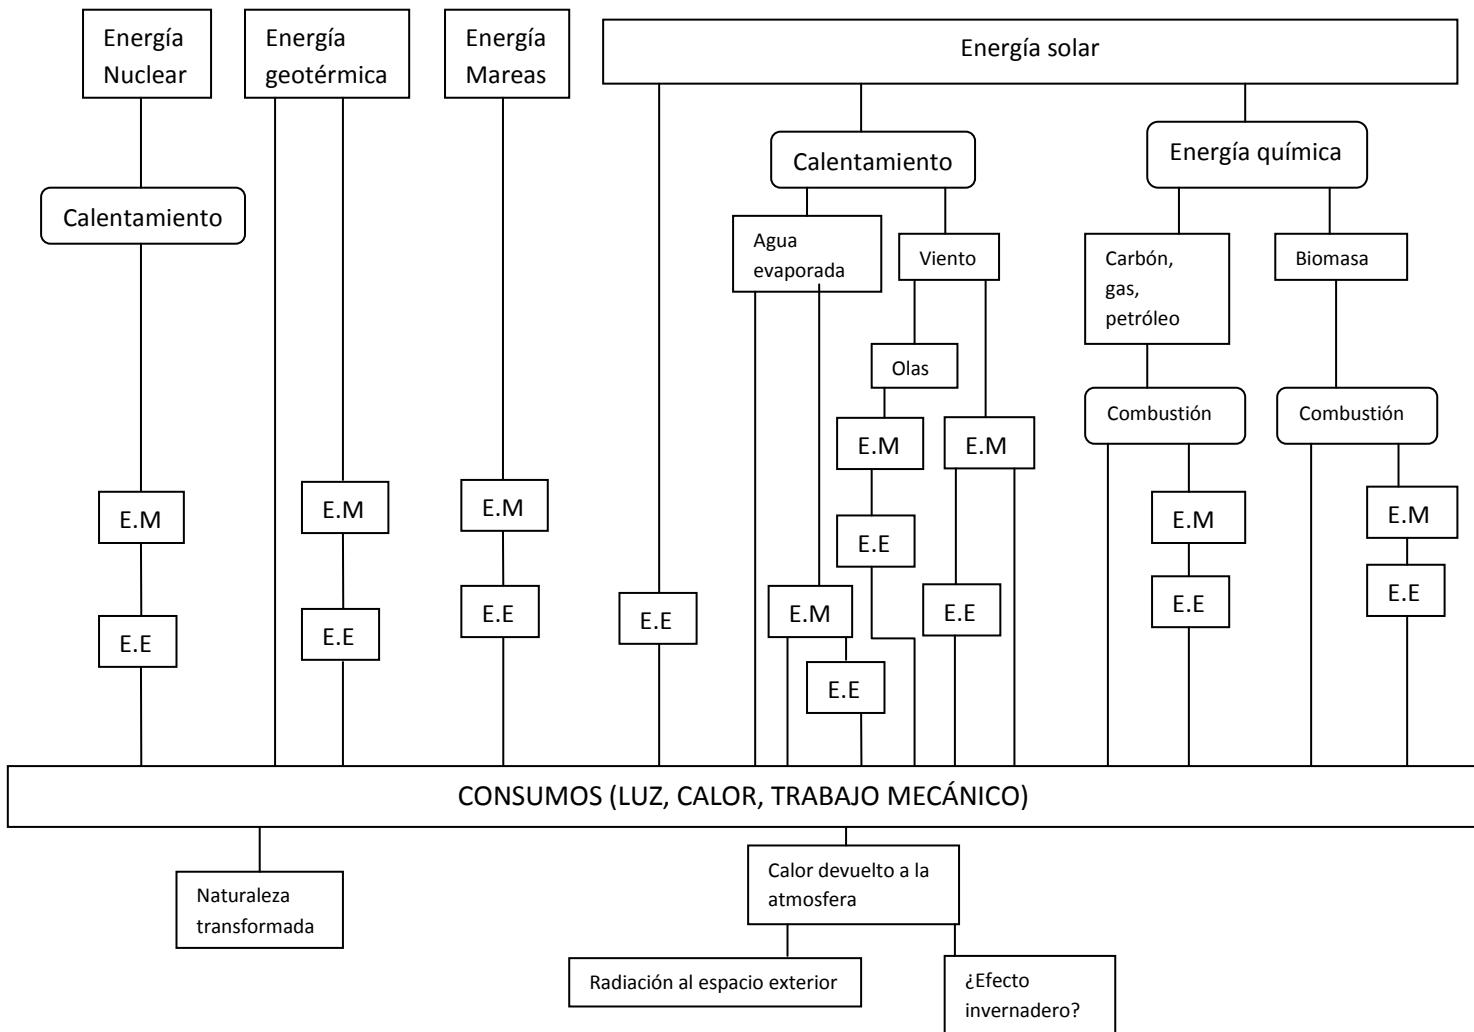 Energía
Nuclear
Energía
geotérmica
Energía
Mareas
Energía solar
Calentamiento
Energía química
Calentamiento
Agua
evaporada
Viento
Carbón,
gas,
petróleo
Biomasa
Olas
Combustión
Combustión
E.M
E.M
E.M
E.M
E.M
E.M
E.M
E.E
E.M
E.E
E.E
E.E
E.E
E.E
E.M
E.E
E.E
E.E
E.E
CONSUMOS (LUZ, CALOR, TRABAJO MECÁNICO)
Naturaleza
transformada
Calor devuelto a la
atmosfera
Radiación al espacio exterior
¿Efecto
invernadero?